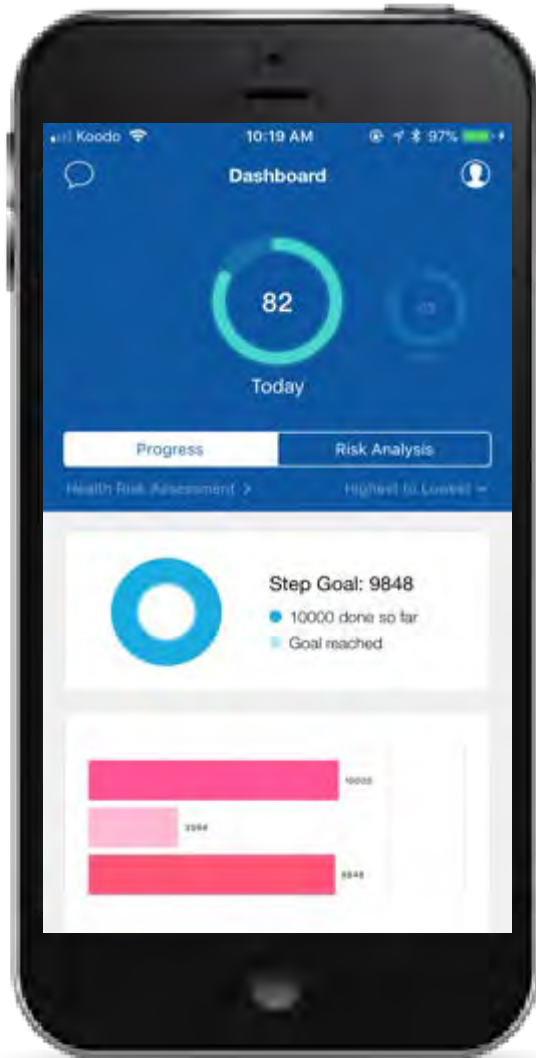 Koodo 10:19 AM 97%
Dashboard
82
Today
Progress Risk Analysis
Health Risk Assessment > Highest to Lowest
Step Goal: 9848
10000 done so far
Goal reached
10000
9848